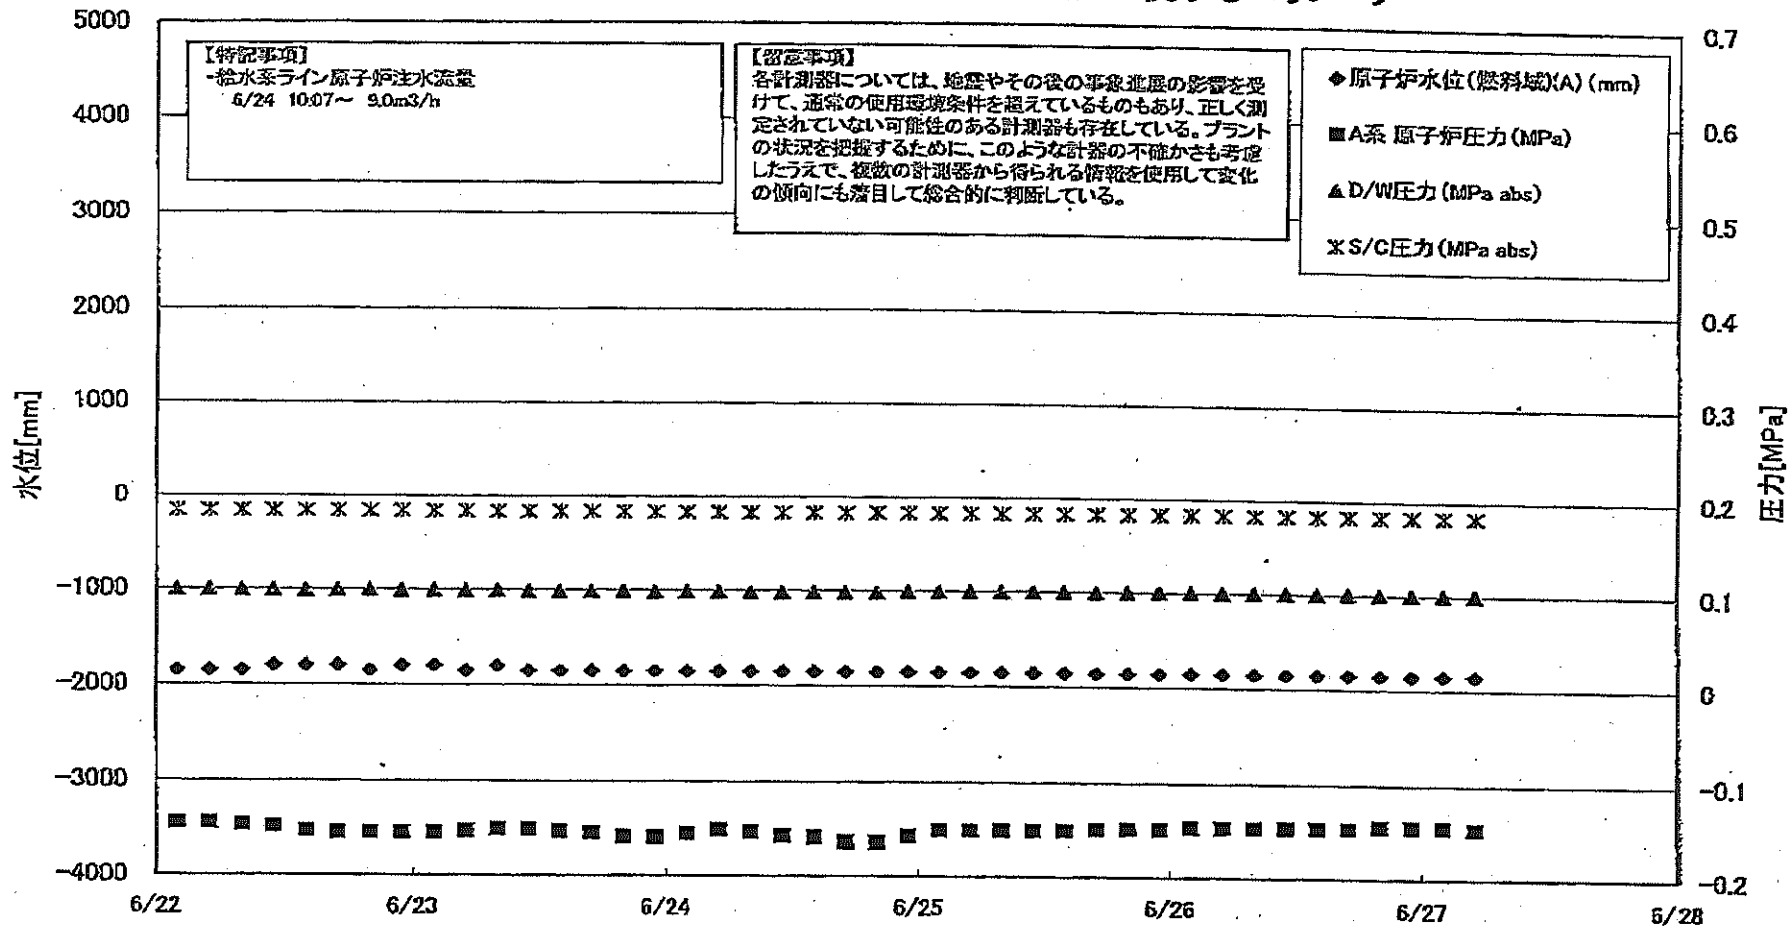 5000
4000
3000
2000
1000
0
-1000
-2000
-3000
-4000
水位[mm]
【特記事項】
・給水系ライン原子炉注水流量
6/24 10:07～ 9.0m3/h
【留意事項】
各計測器については、地震やその後の事象進展の影響を受
けて、通常の使用環境条件を超えているものもあり、正しく測
定されていない可能性のある計測器も存在している。プラント
の状況を把握するために、このような計器の不確かさも考慮
したうえで、複数の計測器から得られる情報を使用して変化
の傾向にも着目して総合的に判断している。
◆原子炉水位(燃料域)(A) (mm)
■A系 原子炉圧力(MPa)
▲D/W圧力(MPa abs)
S/C圧力(MPa abs)
0.7
0.6
0.5
0.4
0.3
0.2
0.1
0
-0.1
-0.2
圧力[MPa]
6/22
6/23
6/24
6/25
6/26
6/27
6/28